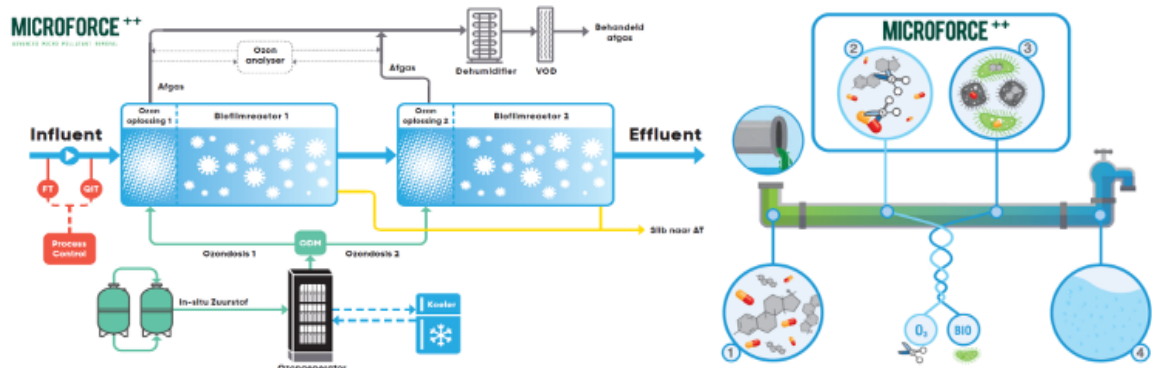 MICROFORCE++
ADVANCED MICRO POLLUTANT REMOVAL
Ozon
analyser
Afgas
Afgas
Dehumidifier
VOD
Behandeld
afgas
Influent
Ozon
oplossing 1
Biofilmreactor 1
Ozon
oplossing 2
Biofilmreactor 2
Effluent
FT
QIT
Process
Control
Ozondosis 1
ODM
Ozondosis 2
Slib naar AT
In-situ Zuurstof
Koeler
Ozongenerator
MICROFORCE++
2
3
1
O3
BIO
4